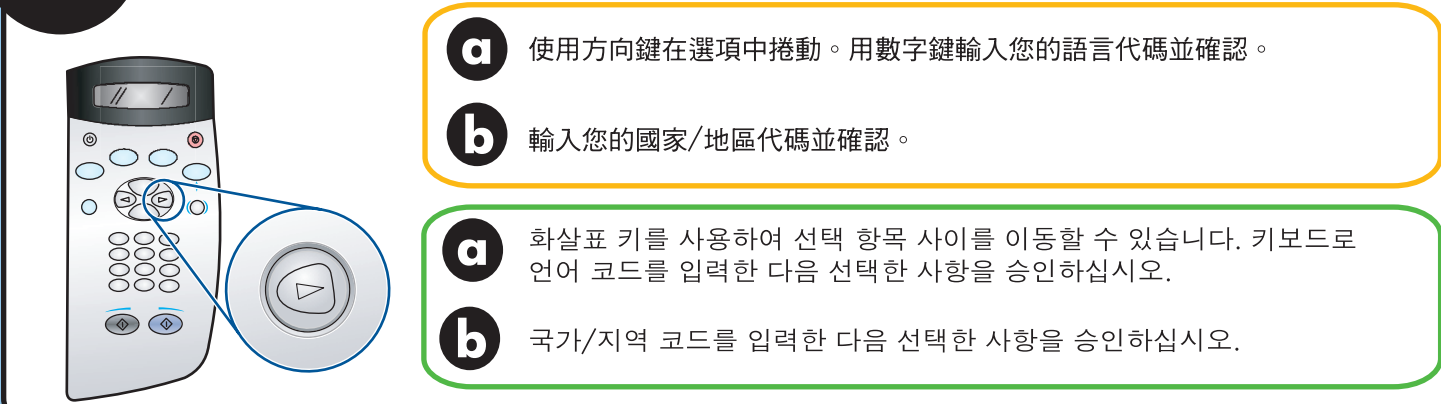 a 使用方向鍵在選項中捲動。用數字鍵輸入您的語言代碼並確認。
b 輸入您的國家/地區代碼並確認。
a 화살표 키를 사용하여 선택 항목 사이를 이동할 수 있습니다. 키보드로
언어 코드를 입력한 다음 선택한 사항을 승인하십시오.
b 국가/지역 코드를 입력한 다음 선택한 사항을 승인하십시오.